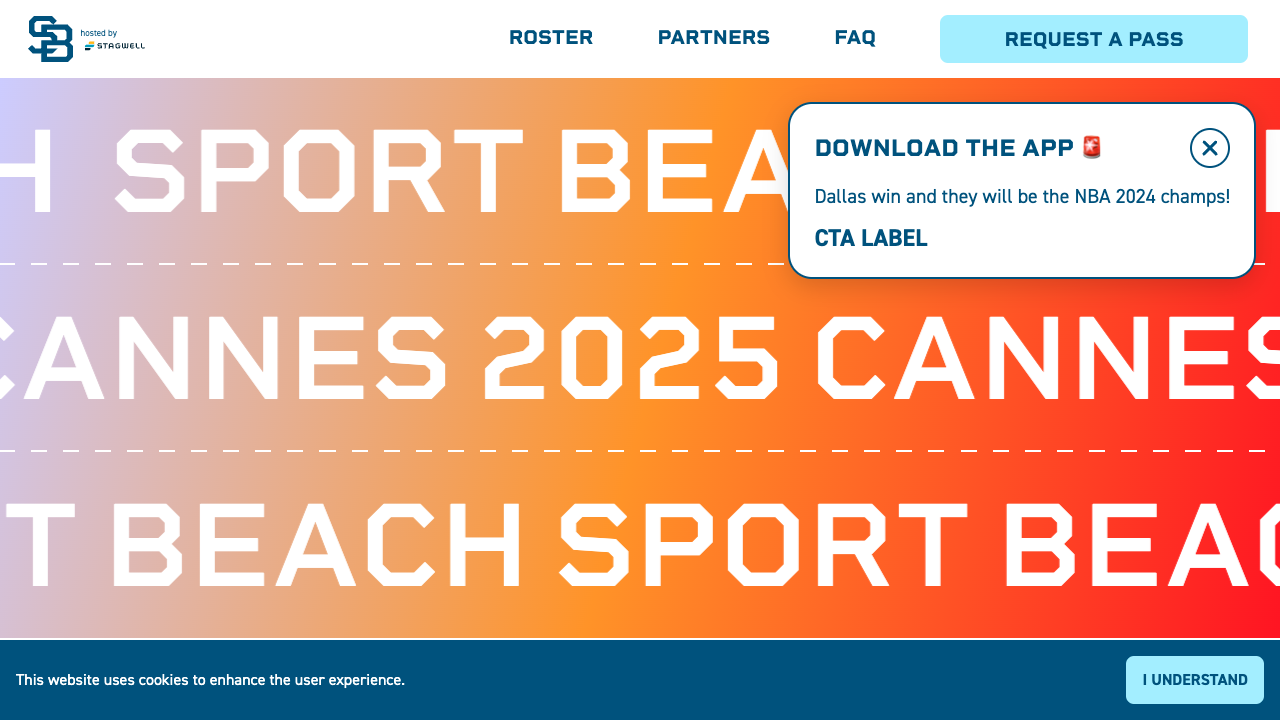 SB
hosted by
STAGWELL
ROSTER
PARTNERS
FAQ
REQUEST A PASS
H SPORT BEA
DOWNLOAD THE APP 🚨
Dallas win and they will be the NBA 2024 champs!
CTA LABEL
CANNES 2025 CANNES
T BEACH SPORT BEAC
This website uses cookies to enhance the user experience.
I UNDERSTAND